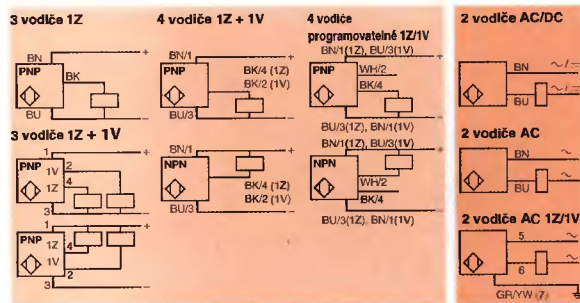 3 vodiče 1Z
BN
+
PNP
BK
BU
−
3 vodiče 1Z + 1V
1
+
PNP
2
1V
4
1Z
3
−
1
+
PNP
1Z
4
1V
2
3
−
4 vodiče 1Z + 1V
BN/1
+
PNP
BK/4 (1Z)
BK/2 (1V)
BU/3
−
BN/1
+
NPN
BK/4 (1Z)
BK/2 (1V)
BU/3
−
4 vodiče
programovatelné 1Z/1V
BN/1(1Z), BU/3(1V)
+
PNP
WH/2
BK/4
−
BU/3(1Z), BN/1(1V)
BN/1(1Z), BU/3(1V)
+
NPN
WH/2
BK/4
−
BU/3(1Z), BN/1(1V)
2 vodiče AC/DC
BN
~/=
BU
~/=
2 vodiče AC
BN
~
BU
~
2 vodiče AC 1Z/1V
5
~
6
~
GR/YW (7)